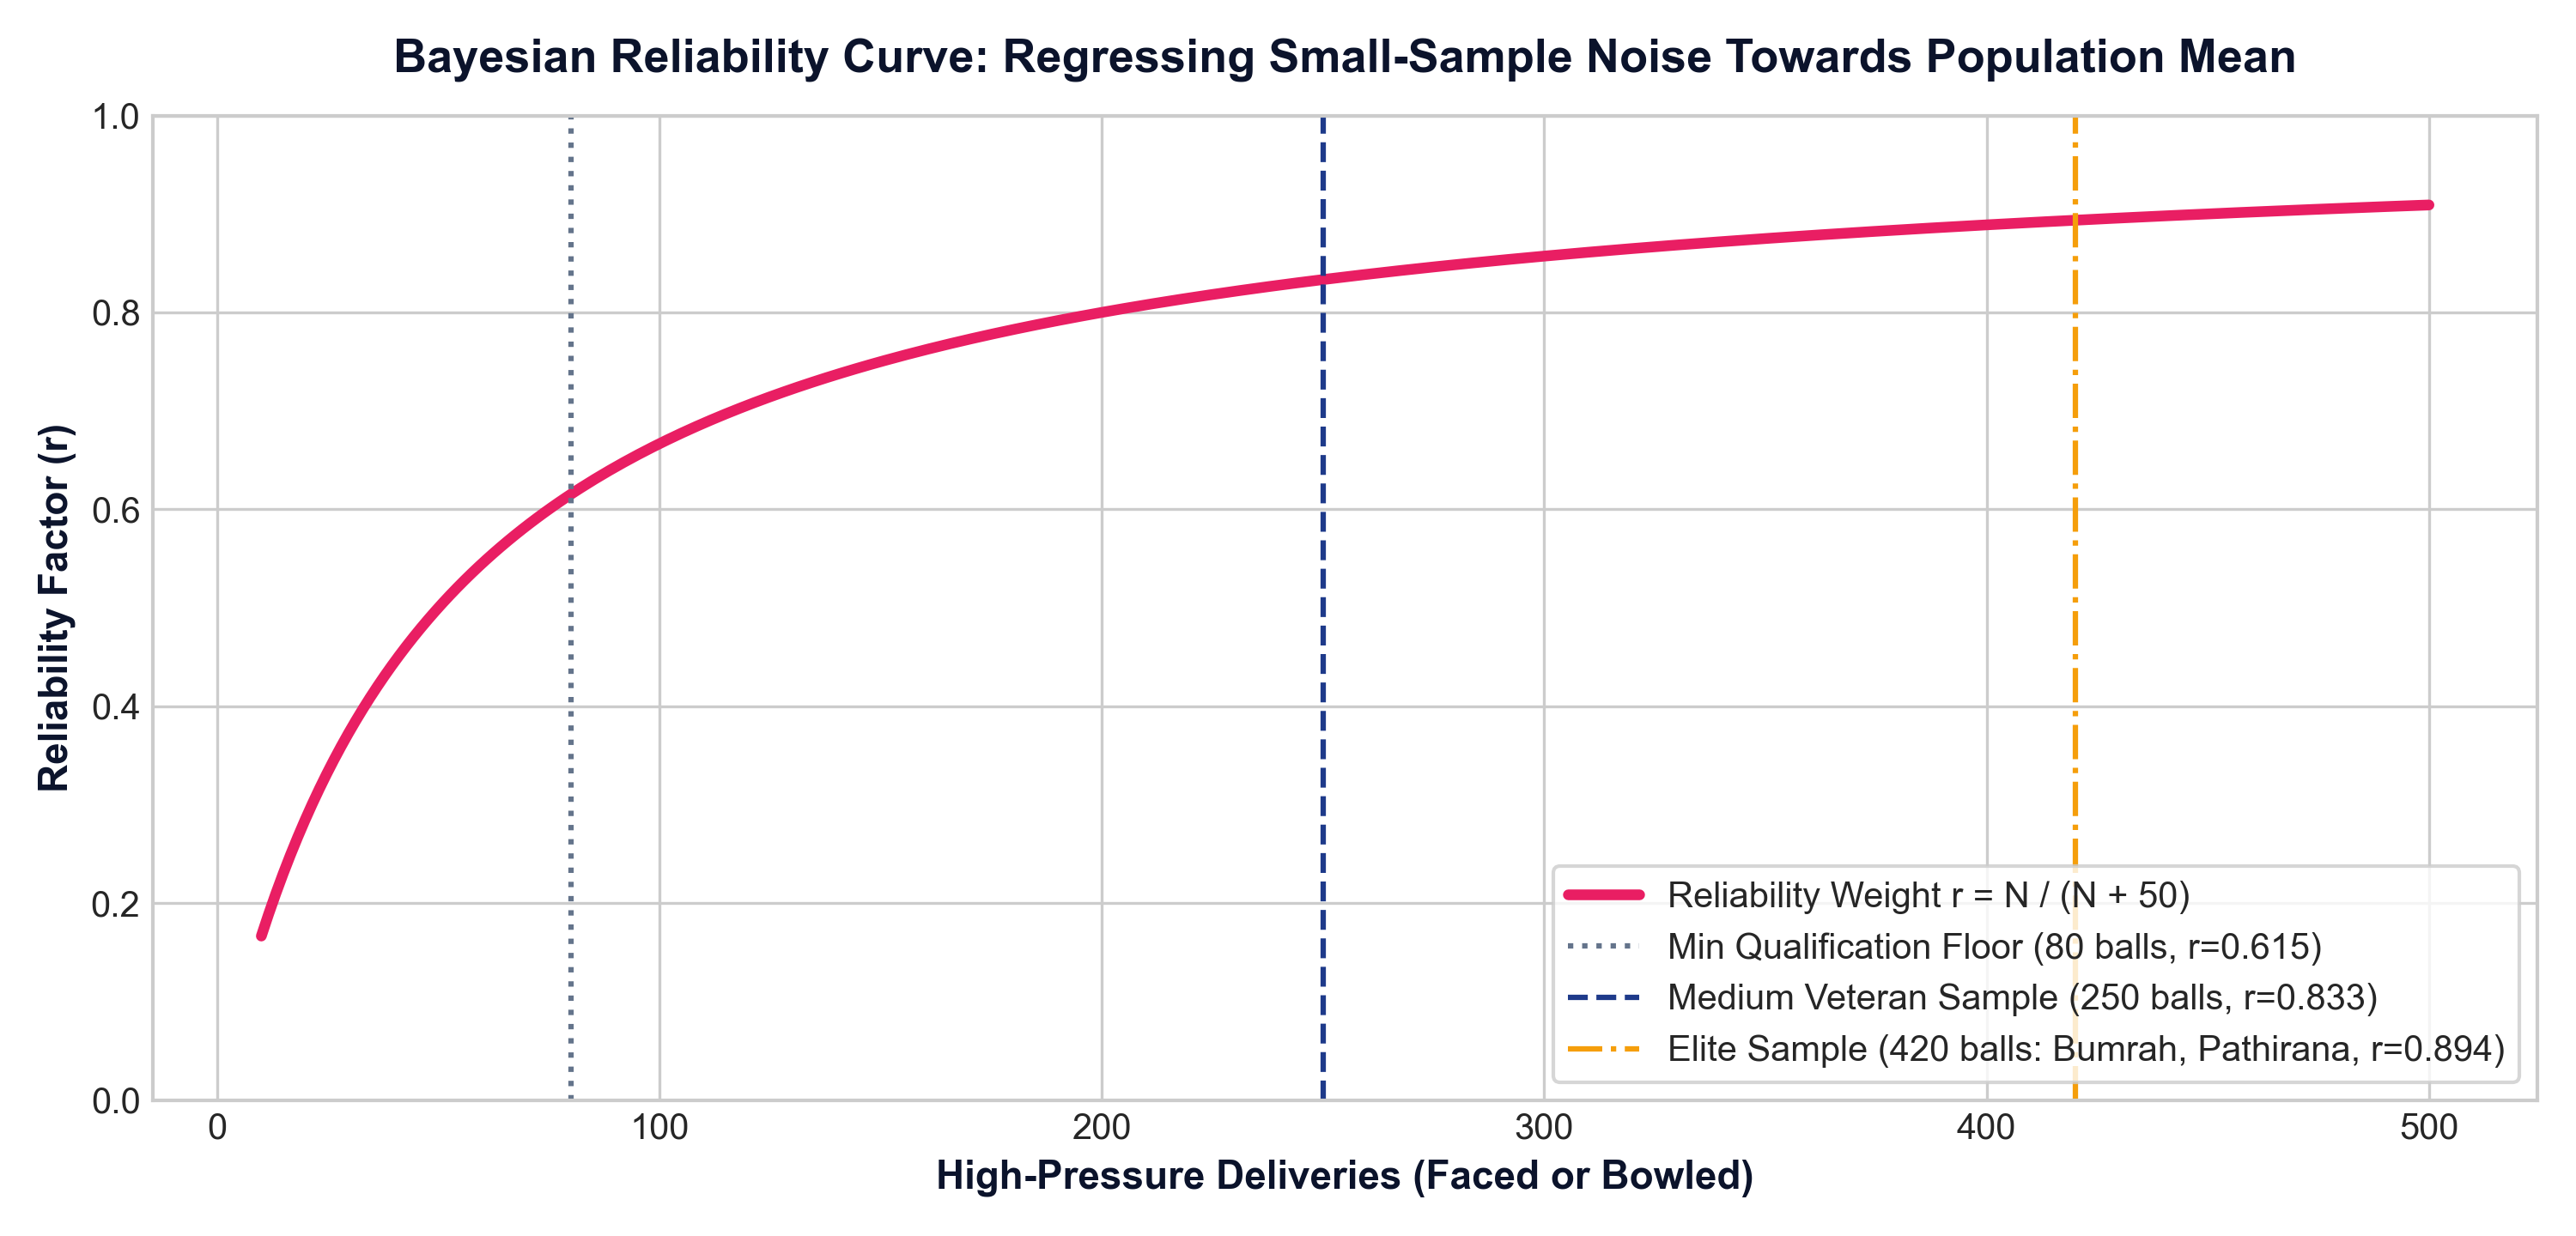 Bayesian Reliability Curve: Regressing Small-Sample Noise Towards Population Mean
Reliability Factor (r)
1.0
0.8
0.6
0.4
0.2
0.0
0 100 200 300 400 500
High-Pressure Deliveries (Faced or Bowled)
Reliability Weight r = N / (N + 50)
Min Qualification Floor (80 balls, r=0.615)
Medium Veteran Sample (250 balls, r=0.833)
Elite Sample (420 balls: Bumrah, Pathirana, r=0.894)